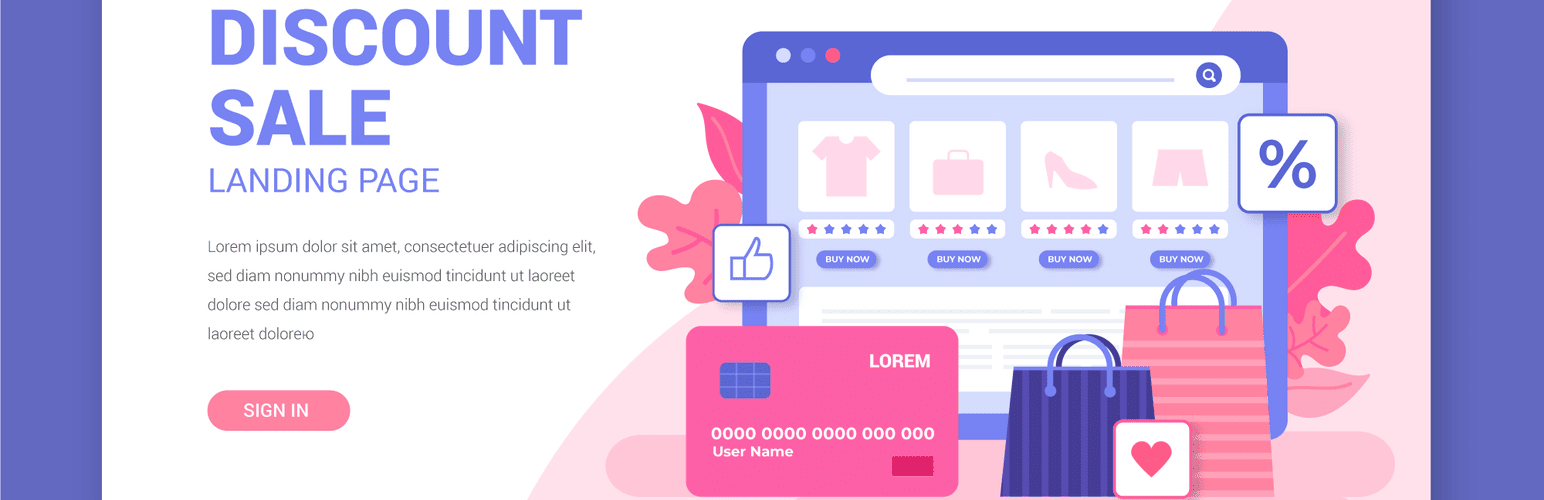 DISCOUNT
SALE
LANDING PAGE
Lorem ipsum dolor sit amet, consectetuer adipiscing elit,
sed diam nonummy nibh euismod tincidunt ut laoreet
dolore sed diam nonummy nibh euismod tincidunt ut
laoreet doloreю
SIGN IN
%
BUY NOW
BUY NOW
BUY NOW
BUY NOW
LOREM
0000 0000 0000 000 000
User Name